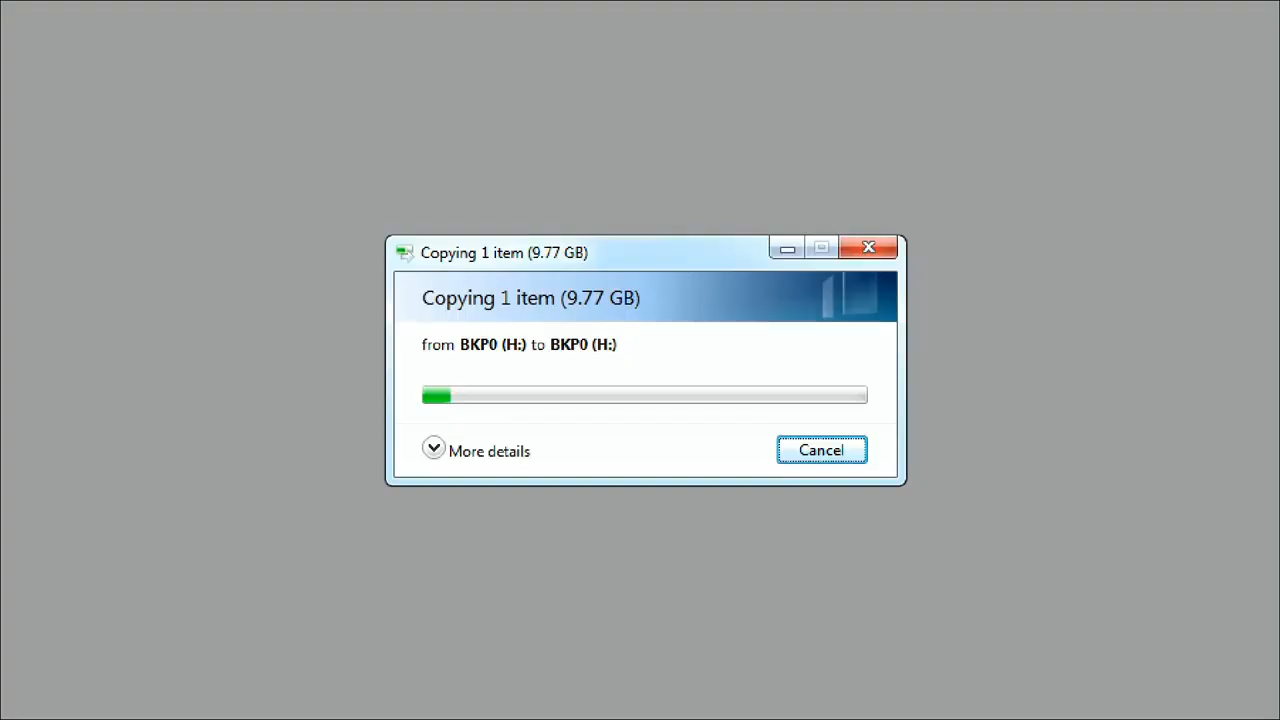 Copying 1 item (9.77 GB)
Copying 1 item (9.77 GB)
from BKP0 (H:) to BKP0 (H:)
More details
Cancel